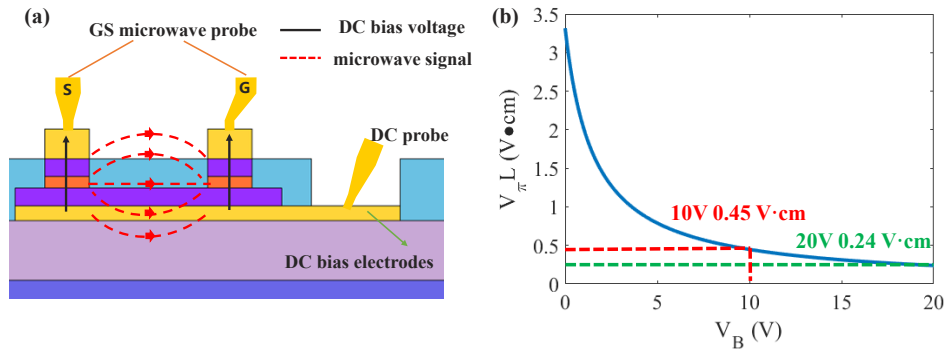 (a)
GS microwave probe
DC bias voltage
microwave signal
S
G
DC probe
DC bias electrodes
(b)
V_π L (V●cm)
3.5
3
2.5
2
1.5
1
0.5
0
10V 0.45 V·cm
20V 0.24 V·cm
0
5
10
15
20
V_B (V)